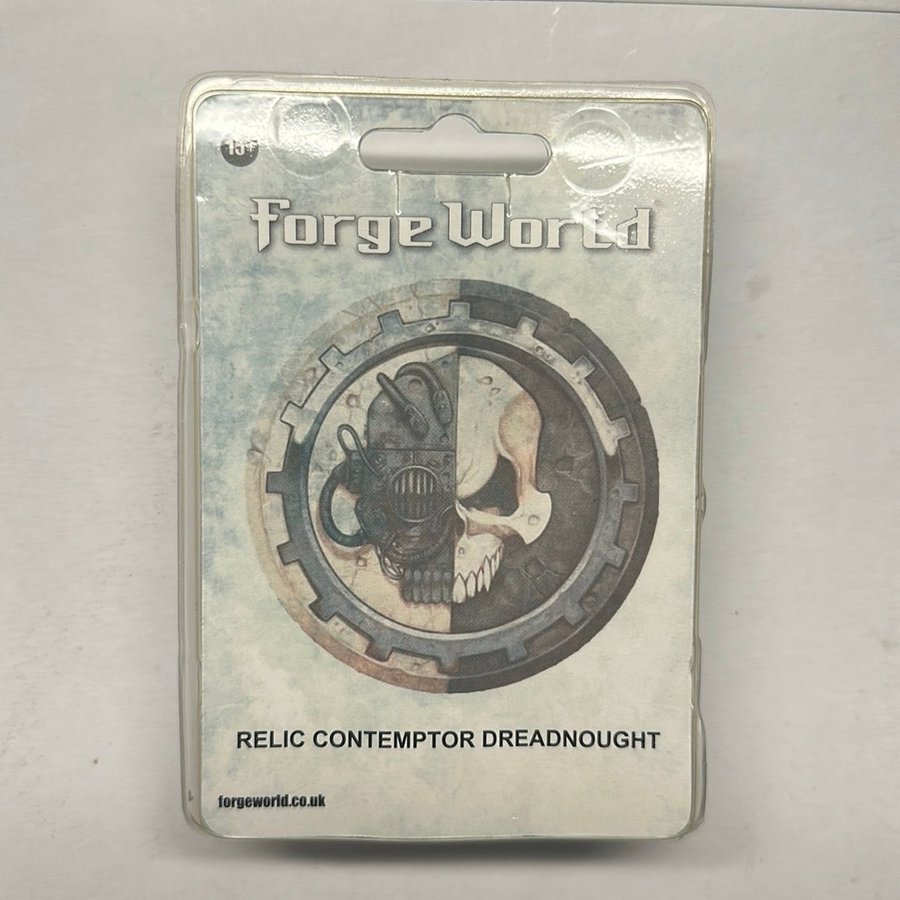 15+
Forge World
RELIC CONTEMPTOR DREADNOUGHT
forgeworld.co.uk